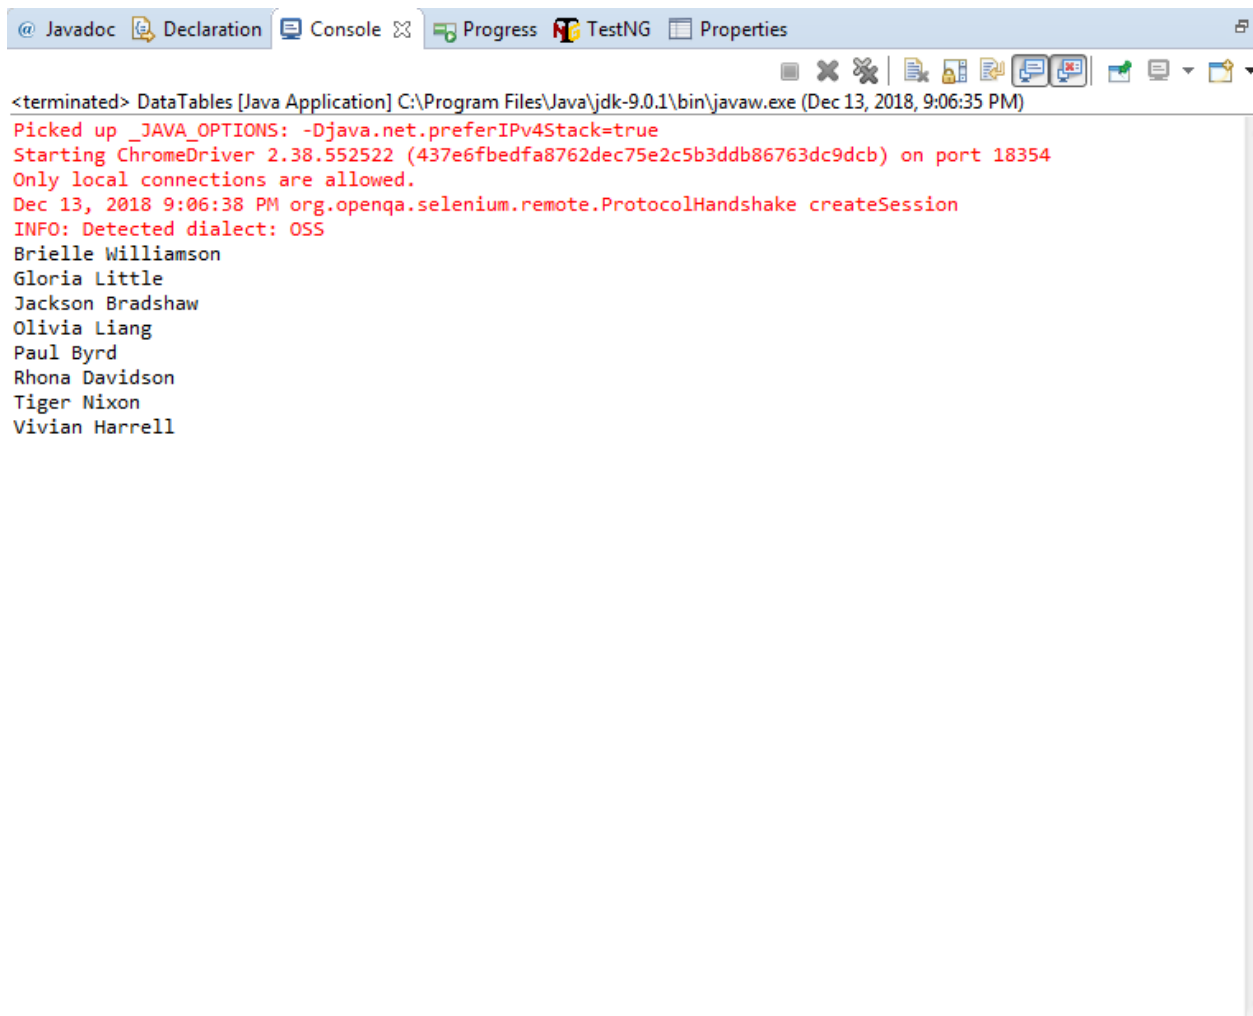 @ Javadoc Declaration Console Progress TestNG Properties
<terminated> DataTables [Java Application] C:\Program Files\Java\jdk-9.0.1\bin\javaw.exe (Dec 13, 2018, 9:06:35 PM)
Picked up _JAVA_OPTIONS: -Djava.net.preferIPv4Stack=true
Starting ChromeDriver 2.38.552522 (437e6fbedfa8762dec75e2c5b3ddb86763dc9dcb) on port 18354
Only local connections are allowed.
Dec 13, 2018 9:06:38 PM org.openqa.selenium.remote.ProtocolHandshake createSession
INFO: Detected dialect: OSS
Brielle Williamson
Gloria Little
Jackson Bradshaw
Olivia Liang
Paul Byrd
Rhona Davidson
Tiger Nixon
Vivian Harrell